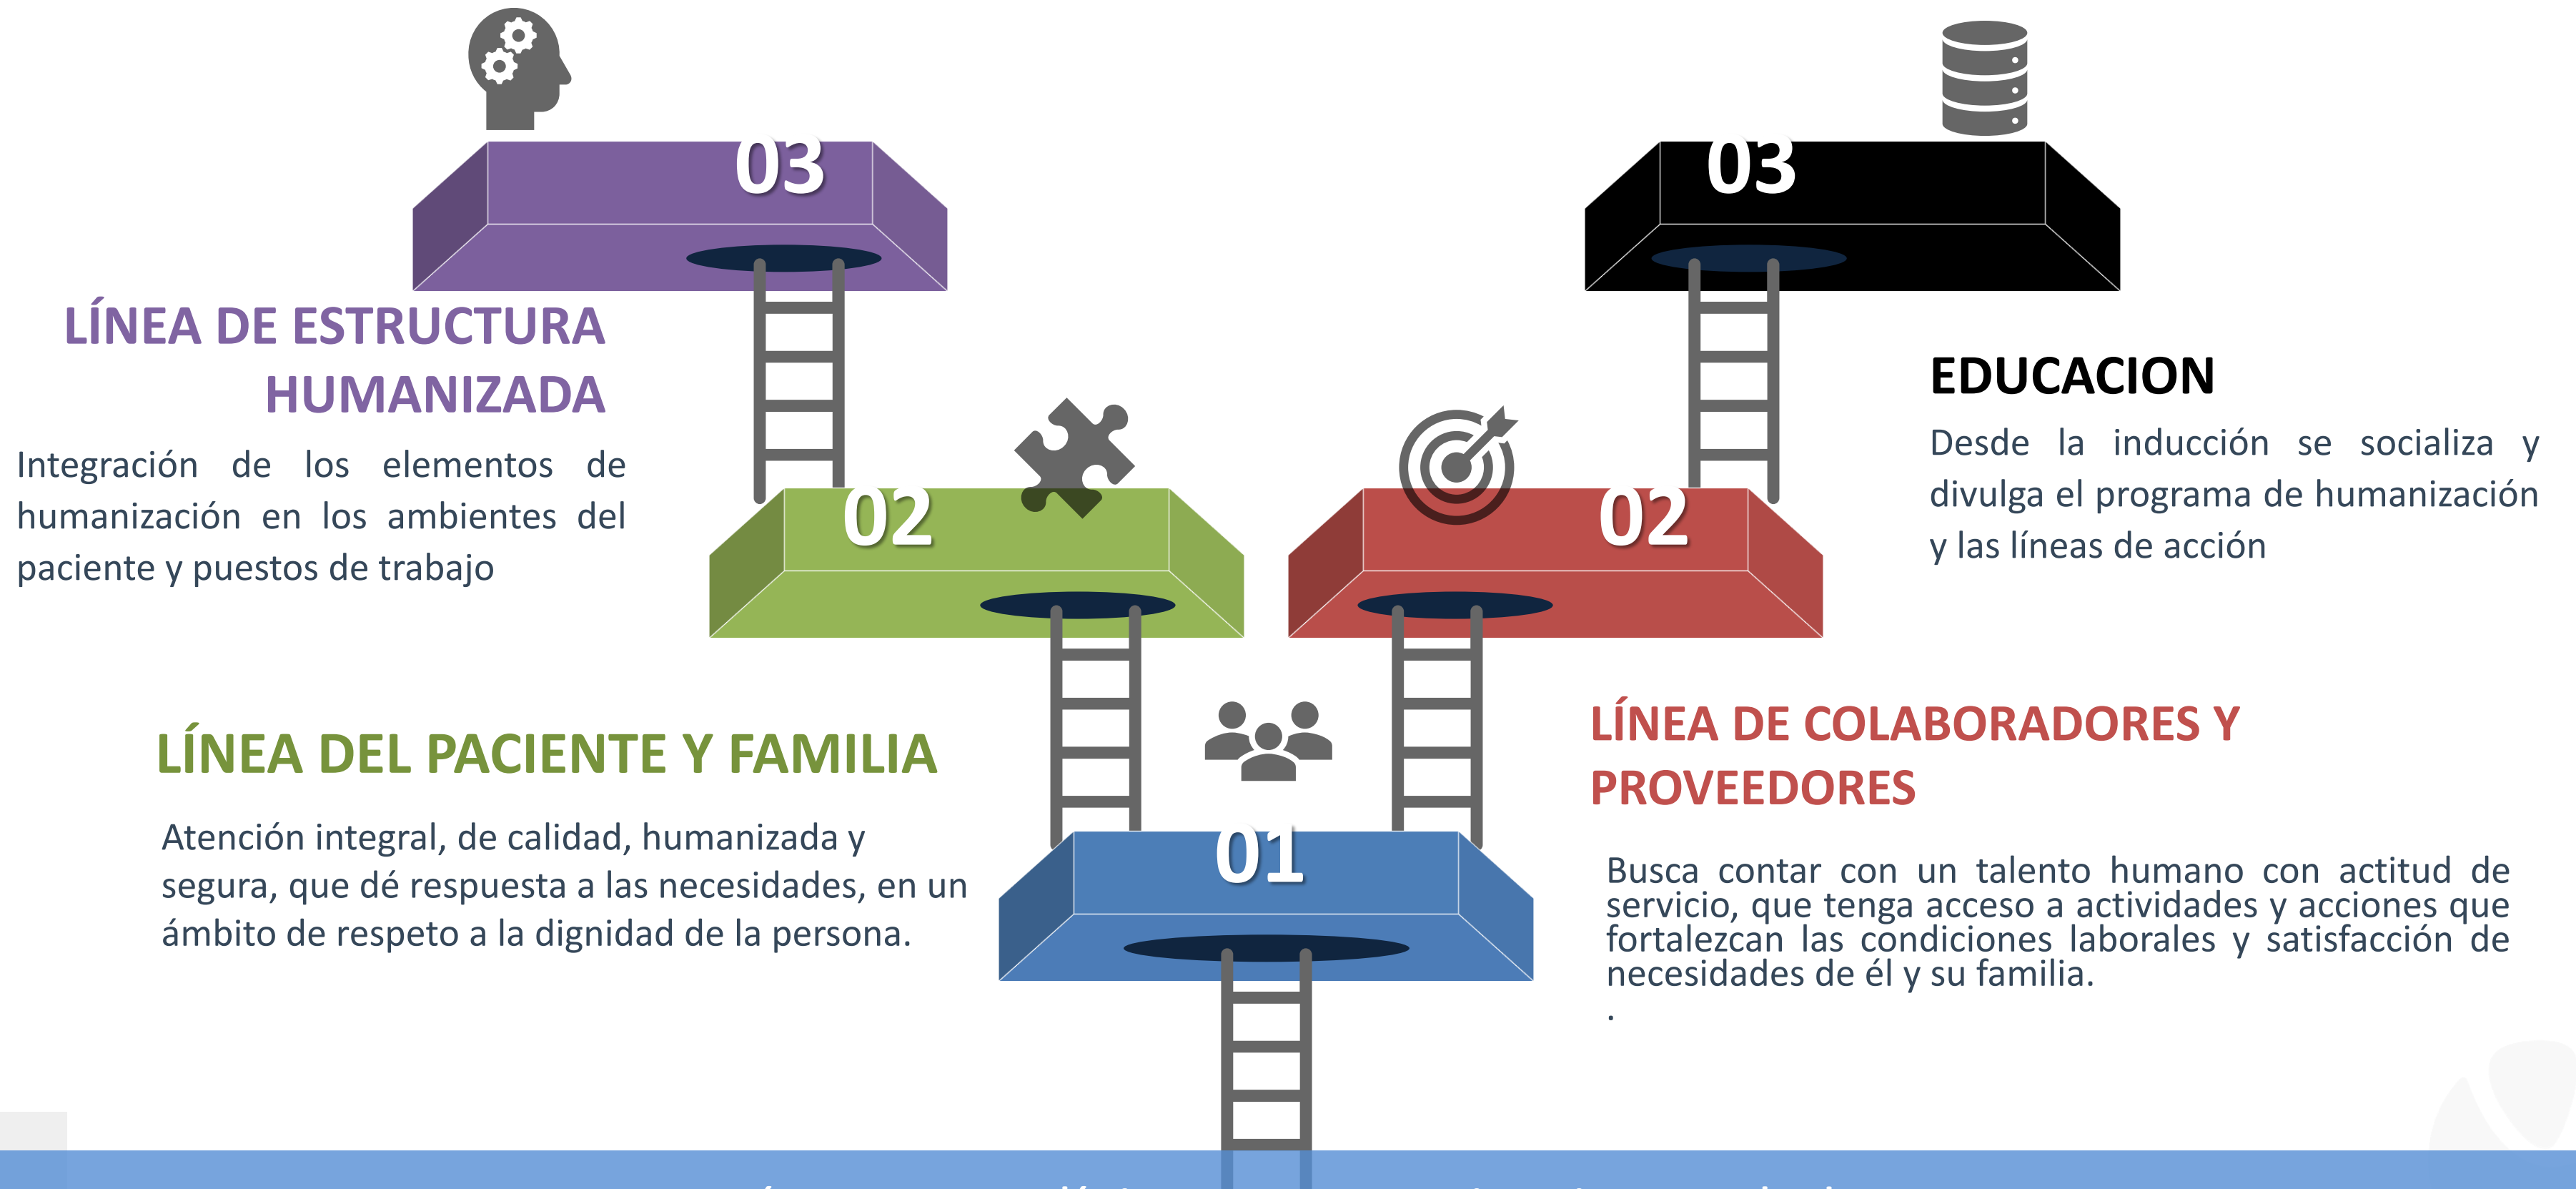 03
LÍNEA DE ESTRUCTURA
HUMANIZADA
Integración de los elementos de
humanización en los ambientes del
paciente y puestos de trabajo
03
EDUCACION
Desde la inducción se socializa y
divulga el programa de humanización
y las líneas de acción
02
LÍNEA DEL PACIENTE Y FAMILIA
Atención integral, de calidad, humanizada y
segura, que dé respuesta a las necesidades, en un
ámbito de respeto a la dignidad de la persona.
02
LÍNEA DE COLABORADORES Y
PROVEEDORES
Busca contar con un talento humano con actitud de
servicio, que tenga acceso a actividades y acciones que
fortalezcan las condiciones laborales y satisfacción de
necesidades de él y su familia.
.
01